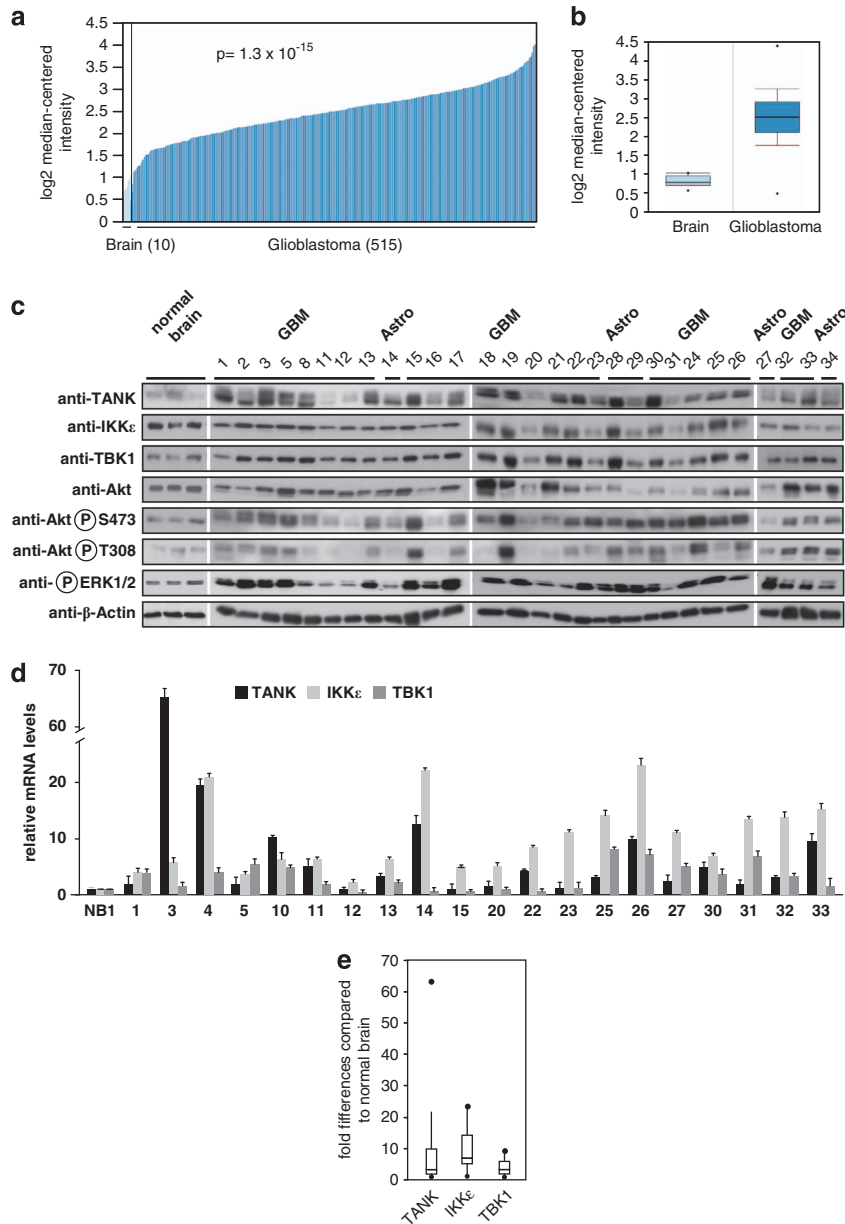 a
4.5
4
3.5
3
2.5
2
1.5
1
0.5
0
log2 median-centered
intensity
p= 1.3 x 10-15
Brain (10)
Glioblastoma (515)
b
4.5
4
3.5
3
2.5
2
1.5
1
0.5
0
log2 median-centered
intensity
Brain
Glioblastoma
c
normal
brain
GBM
Astro
GBM
Astro
GBM
Astro
GBM
Astro
1 2 3 5 8 11 12 13 14 15 16 17 18 19 20 21 22 23 28 29 30 31 24 25 26 27 32 33 34
anti-TANK
anti-IKKε
anti-TBK1
anti-Akt
anti-Akt P S473
anti-Akt P T308
anti- P ERK1/2
anti-β-Actin
d
70
60
20
10
0
relative mRNA levels
TANK IKKε TBK1
NB1 1 3 4 5 10 11 12 13 14 15 20 22 23 25 26 27 30 31 32 33
e
70
60
50
40
30
20
10
0
fold differences compared
to normal brain
TANK
IKKε
TBK1